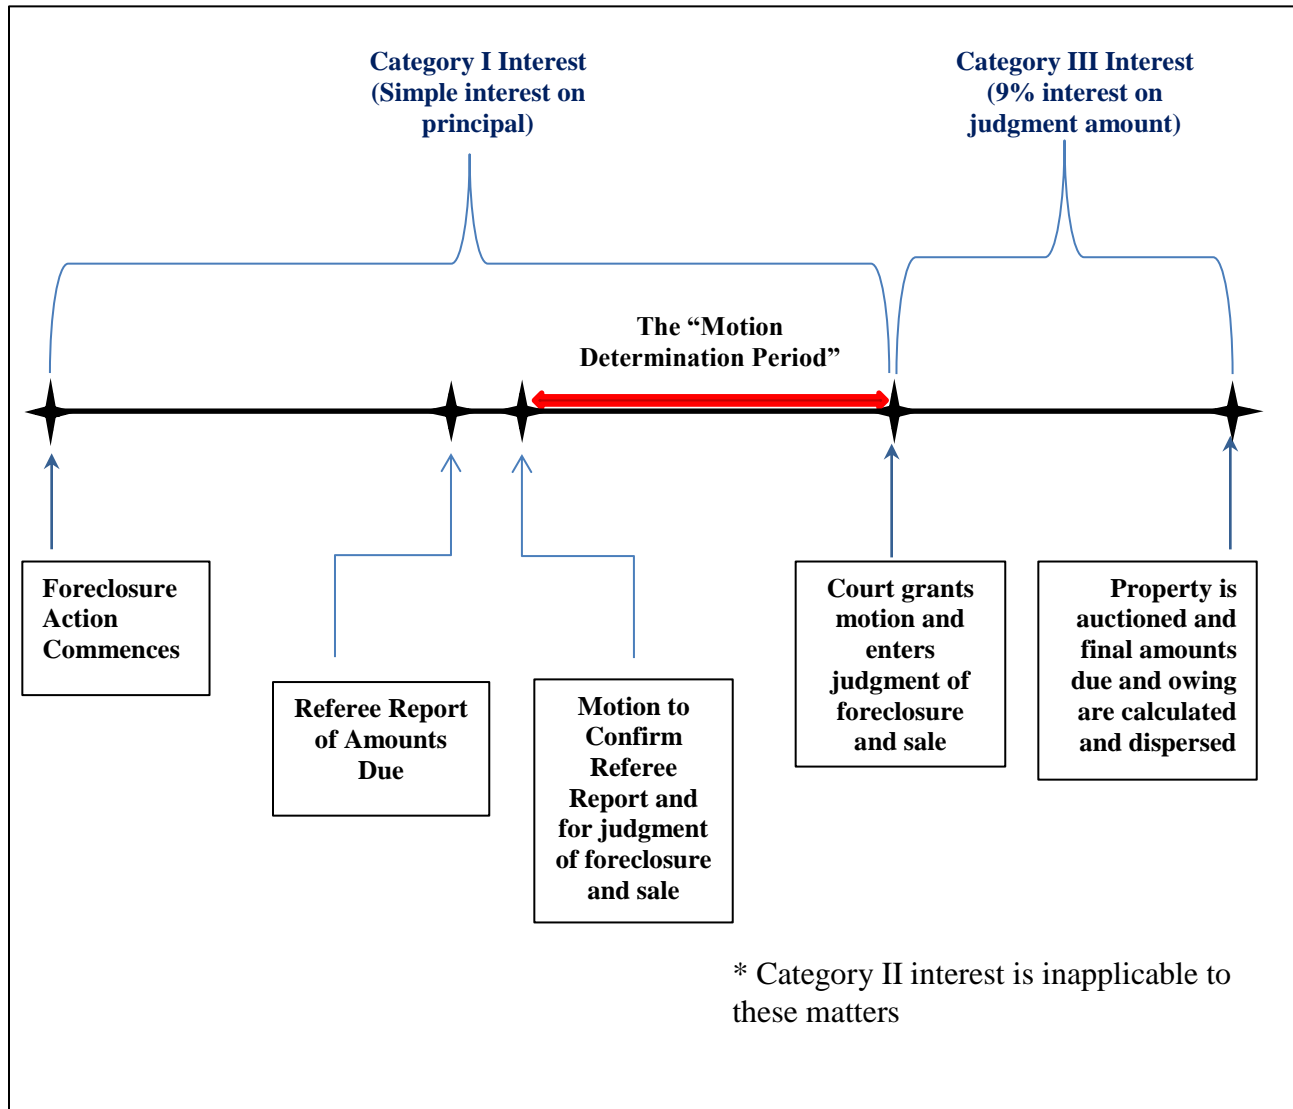 Category I Interest
(Simple interest on
principal)
Category III Interest
(9% interest on
judgment amount)
The “Motion
Determination Period”
Foreclosure
Action
Commences
Referee Report
of Amounts
Due
Motion to
Confirm
Referee
Report and
for judgment
of foreclosure
and sale
Court grants
motion and
enters
judgment of
foreclosure
and sale
Property is
auctioned and
final amounts
due and owing
are calculated
and dispersed
* Category II interest is inapplicable to
these matters